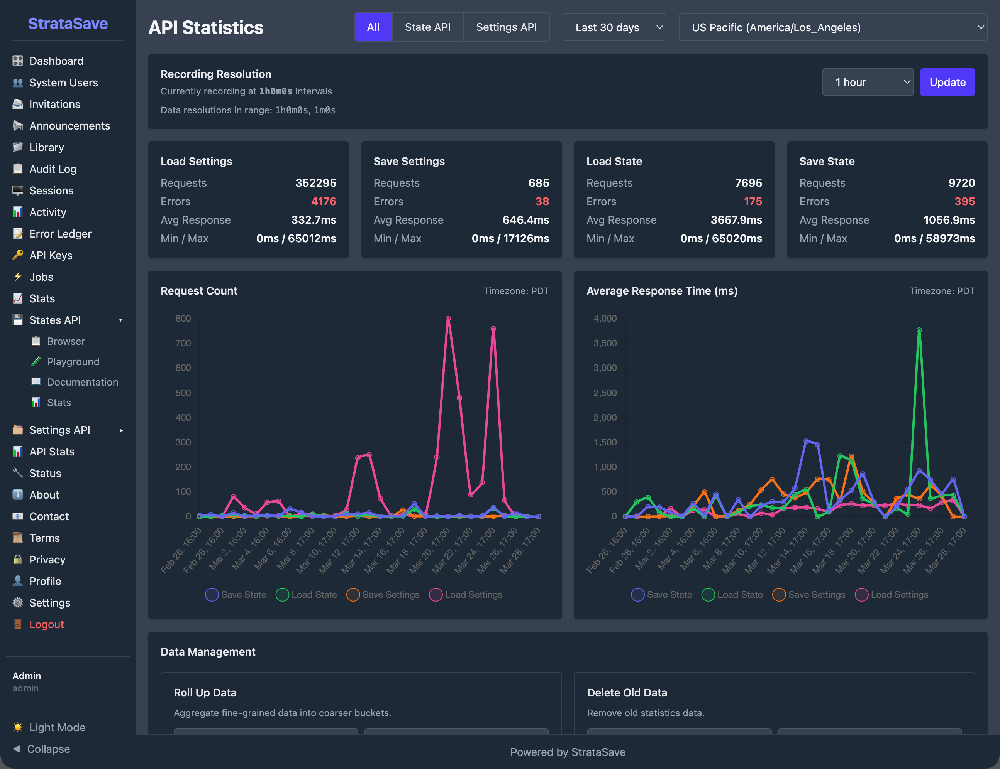 StrataSave
Dashboard
System Users
Invitations
Announcements
Library
Audit Log
Sessions
Activity
Error Ledger
API Keys
Jobs
Stats
States API
Browser
Playground
Documentation
Stats
Settings API
API Stats
Status
About
Contact
Terms
Privacy
Profile
Settings
Logout
Admin
admin
Light Mode
Collapse
API Statistics
All State API Settings API Last 30 days US Pacific (America/Los_Angeles)
Recording Resolution
Currently recording at 1h0m0s intervals
Data resolutions in range: 1h0m0s, 1m0s
1 hour Update
Load Settings
Requests 352295
Errors 4176
Avg Response 332.7ms
Min / Max 0ms / 65012ms
Save Settings
Requests 685
Errors 38
Avg Response 646.4ms
Min / Max 0ms / 17126ms
Load State
Requests 7695
Errors 175
Avg Response 3657.9ms
Min / Max 0ms / 65020ms
Save State
Requests 9720
Errors 395
Avg Response 1056.9ms
Min / Max 0ms / 58973ms
Request Count Timezone: PDT
800
700
600
500
400
300
200
100
0
Feb 26, 16:00
Feb 28, 16:00
Mar 2, 16:00
Mar 4, 16:00
Mar 6, 16:00
Mar 8, 17:00
Mar 10, 17:00
Mar 12, 17:00
Mar 14, 17:00
Mar 16, 17:00
Mar 18, 17:00
Mar 20, 17:00
Mar 22, 17:00
Mar 24, 17:00
Mar 26, 17:00
Mar 28, 17:00
Save State Load State Save Settings Load Settings
Average Response Time (ms) Timezone: PDT
4,000
3,500
3,000
2,500
2,000
1,500
1,000
500
0
Feb 26, 16:00
Feb 28, 16:00
Mar 2, 16:00
Mar 4, 16:00
Mar 6, 16:00
Mar 8, 17:00
Mar 10, 17:00
Mar 12, 17:00
Mar 14, 17:00
Mar 16, 17:00
Mar 18, 17:00
Mar 20, 17:00
Mar 22, 17:00
Mar 24, 17:00
Mar 26, 17:00
Mar 28, 17:00
Save State Load State Save Settings Load Settings
Data Management
Roll Up Data
Aggregate fine-grained data into coarser buckets.
Delete Old Data
Remove old statistics data.
Powered by StrataSave